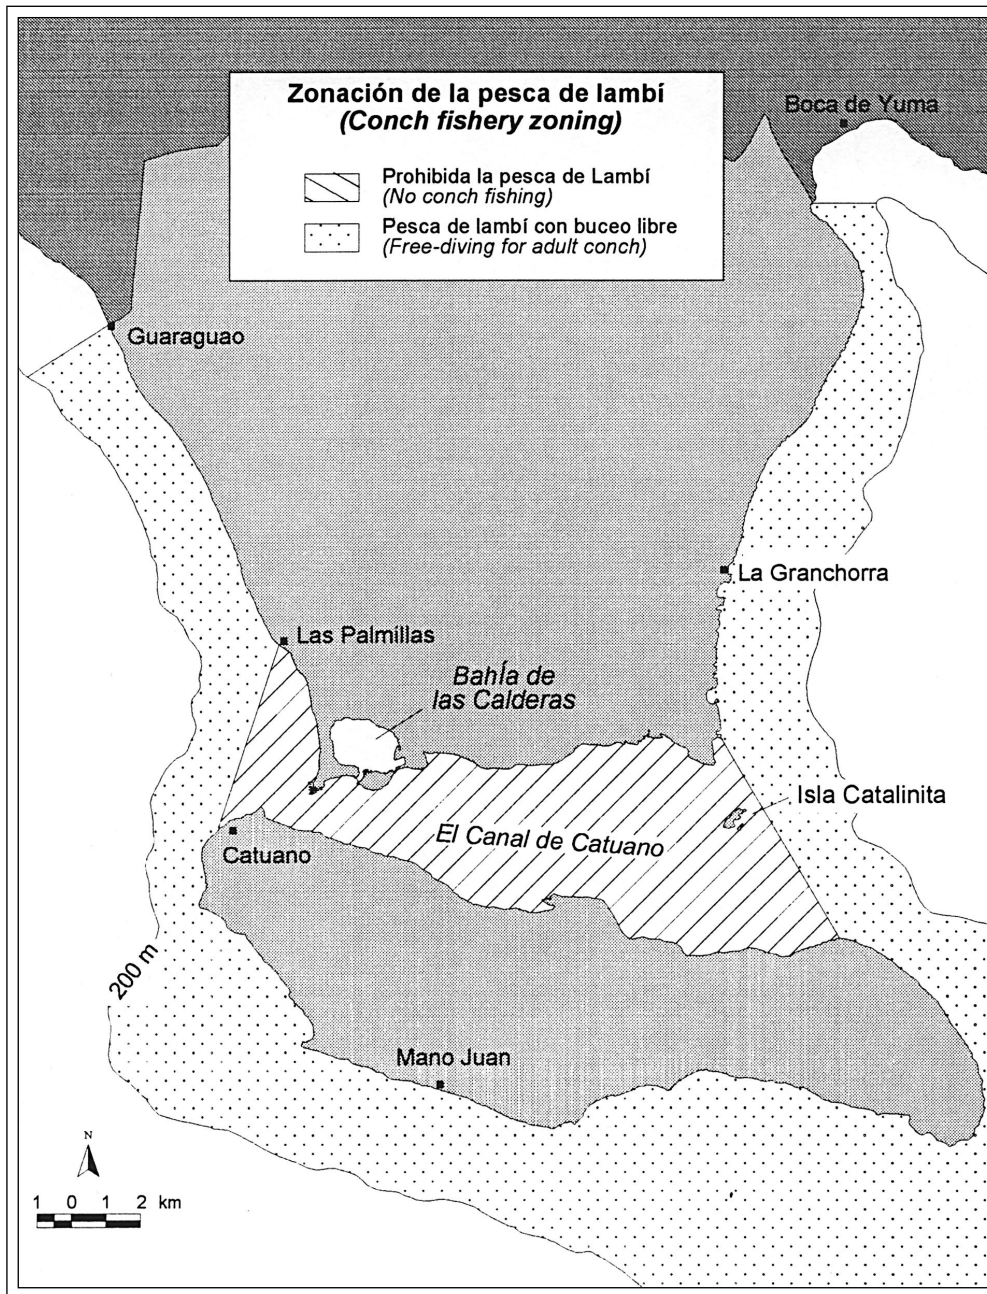 Zonación de la pesca de lambí
(Conch fishery zoning)
Prohibida la pesca de Lambí
(No conch fishing)
Pesca de lambí con buceo libre
(Free-diving for adult conch)
Boca de Yuma
Guaraguao
La Granchorra
Las Palmillas
Bahía de
las Calderas
Isla Catalinita
El Canal de Catuano
Catuano
200 m
Mano Juan
N
1 0 1 2 km